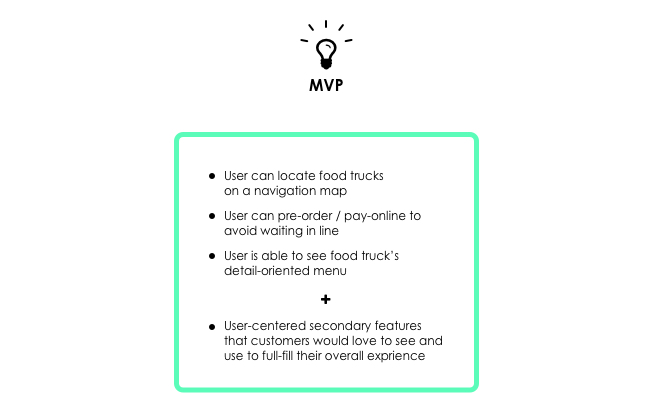 MVP
• User can locate food trucks
on a navigation map
• User can pre-order / pay-online to
avoid waiting in line
• User is able to see food truck's
detail-oriented menu
+
• User-centered secondary features
that customers would love to see and
use to full-fill their overall exprience